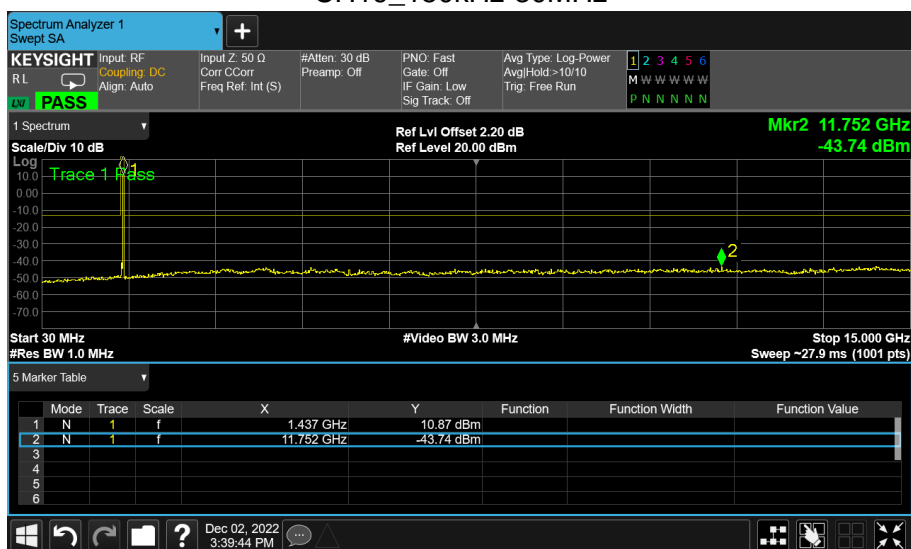 Spectrum Analyzer 1
Swept SA
+
KEYSIGHT Input: RF Input Z: 50 Ω #Atten: 30 dB PNO: Fast Avg Type: Log-Power 1 2 3 4 5 6
R L Coupling: DC Corr CCorr Preamp: Off Gate: Off Avg|Hold:>10/10 M W W W W W
Align: Auto Freq Ref: Int (S) IF Gain: Low Trig: Free Run
LXI PASS Sig Track: Off P N N N N N
1 Spectrum Ref Lvl Offset 2.20 dB Mkr2 11.752 GHz
Scale/Div 10 dB Ref Level 20.00 dBm -43.74 dBm
Log
Trace 1 Pass
1
2
10.0
0.00
-10.0
-20.0
-30.0
-40.0
-50.0
-60.0
-70.0
Start 30 MHz #Video BW 3.0 MHz Stop 15.000 GHz
#Res BW 1.0 MHz Sweep ~27.9 ms (1001 pts)
5 Marker Table
Mode Trace Scale X Y Function Function Width Function Value
1 N 1 f 1.437 GHz 10.87 dBm
2 N 1 f 11.752 GHz -43.74 dBm
3
4
5
6
? Dec 02, 2022
3:39:44 PM